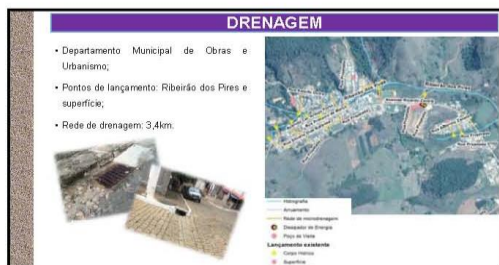 DRENAGEM
• Departamento Municipal de Obras e
Urbanismo;
• Pontos de lançamento: Ribeirão dos Pires e
superfície;
• Rede de drenagem: 3,4km.
Hidrografia
Arruamento
Rede de microdrenagem
Dissipador de Energia
Poço de Visita
Lançamento existente
Corpo Hídrico
Superfície